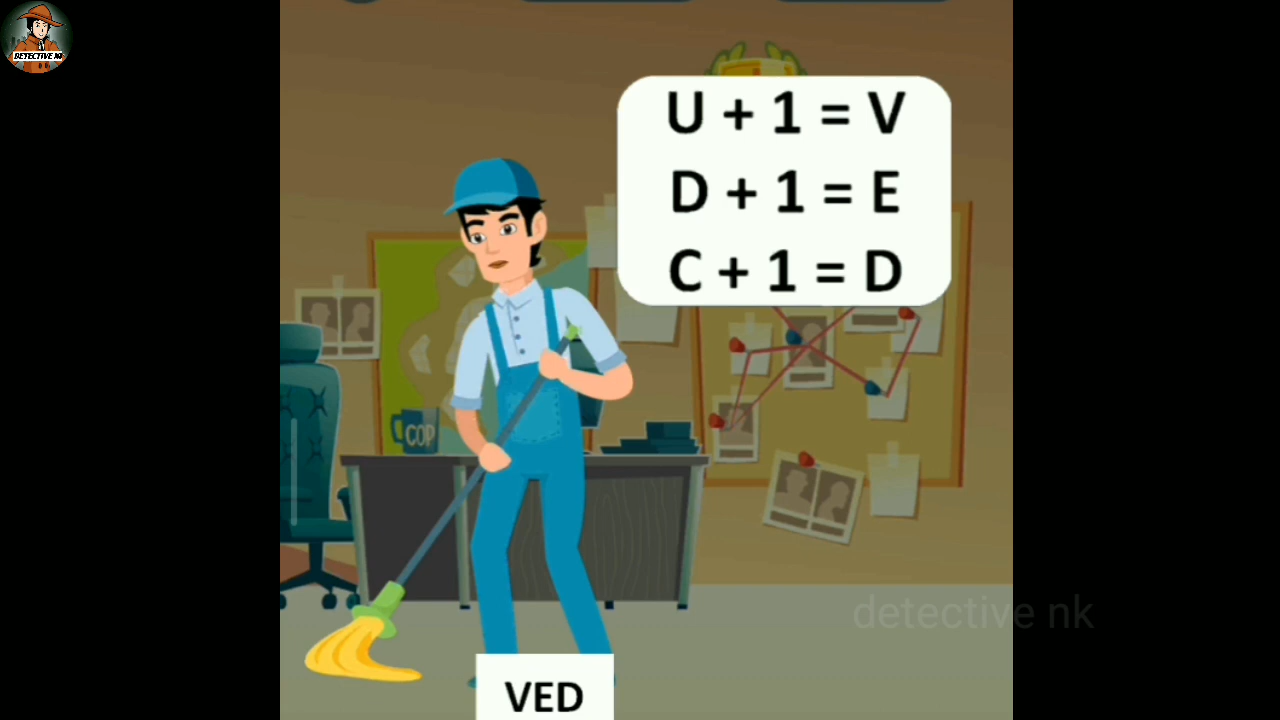 DETECTIVE NK
U + 1 = V
D + 1 = E
C + 1 = D
COP
detective nk
VED